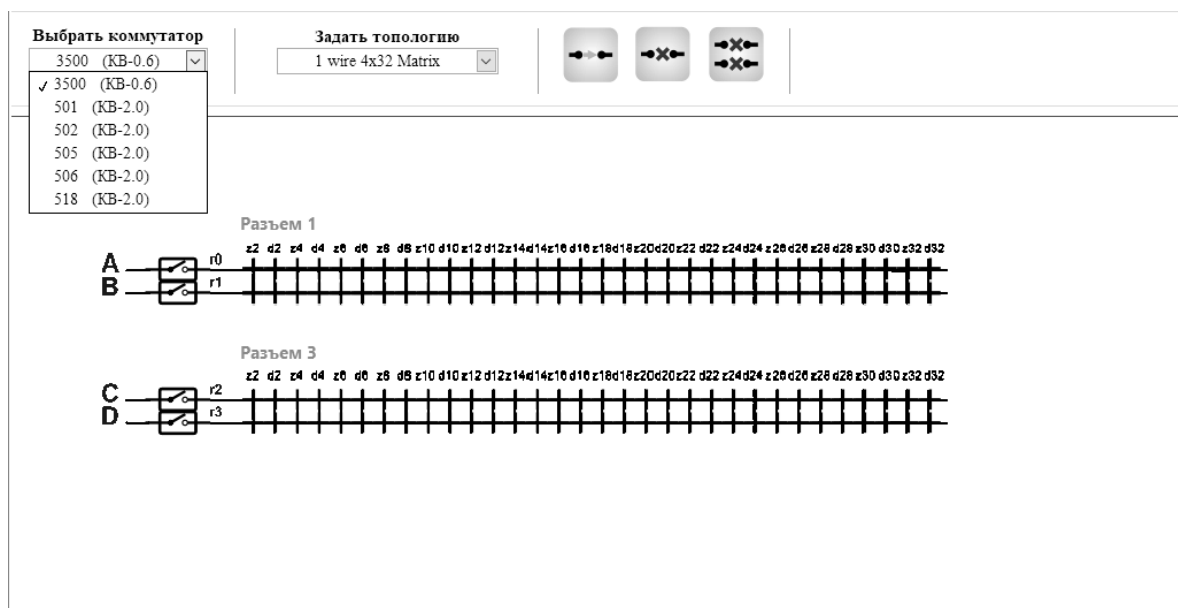 Выбрать коммутатор
3500 (КВ-0.6)
3500 (КВ-0.6)
501 (КВ-2.0)
502 (КВ-2.0)
505 (КВ-2.0)
506 (КВ-2.0)
518 (КВ-2.0)
Задать топологию
1 wire 4x32 Matrix
Разъем 1
z2 d2 z4 d4 z6 d6 z8 d8 z10 d10 z12 d12 z14 d14 z16 d16 z18 d18 z20 d20 z22 d22 z24 d24 z26 d26 z28 d28 z30 d30 z32 d32
A r0
B r1
Разъем 3
z2 d2 z4 d4 z6 d6 z8 d8 z10 d10 z12 d12 z14 d14 z16 d16 z18 d18 z20 d20 z22 d22 z24 d24 z26 d26 z28 d28 z30 d30 z32 d32
C r2
D r3